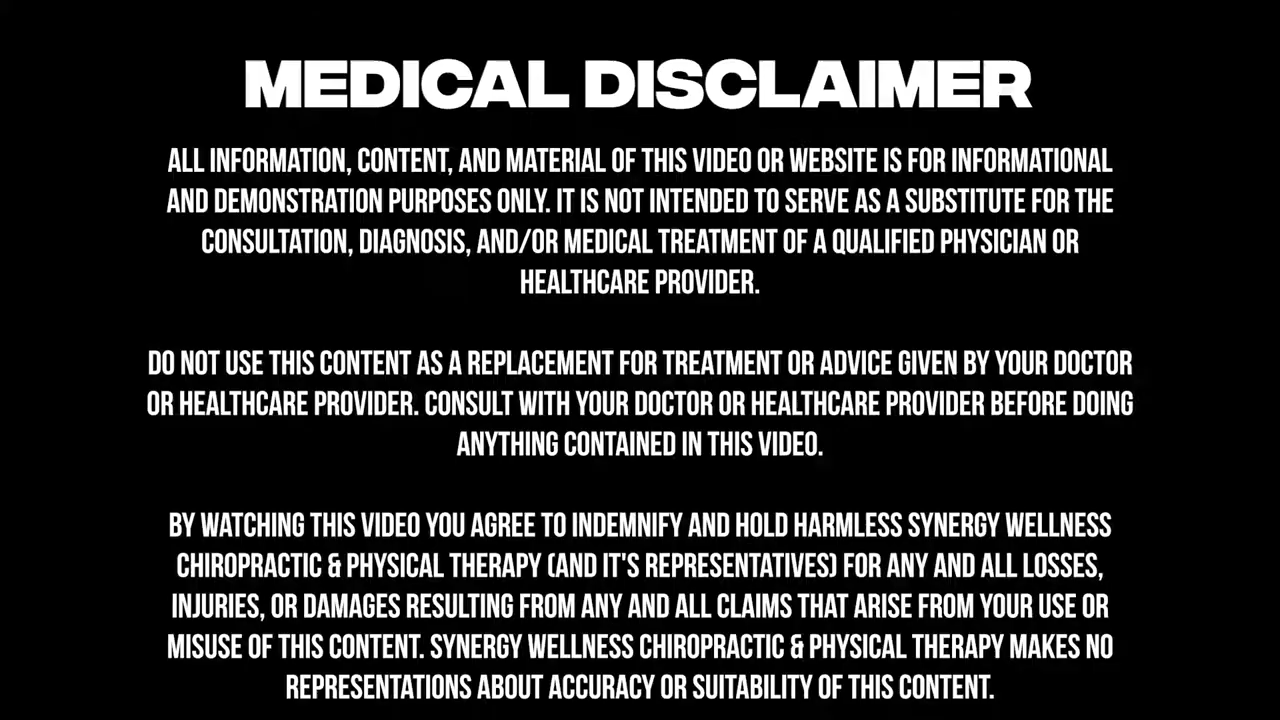 MEDICAL DISCLAIMER
ALL INFORMATION, CONTENT, AND MATERIAL OF THIS VIDEO OR WEBSITE IS FOR INFORMATIONAL
AND DEMONSTRATION PURPOSES ONLY. IT IS NOT INTENDED TO SERVE AS A SUBSTITUTE FOR THE
CONSULTATION, DIAGNOSIS, AND/OR MEDICAL TREATMENT OF A QUALIFIED PHYSICIAN OR
HEALTHCARE PROVIDER.
DO NOT USE THIS CONTENT AS A REPLACEMENT FOR TREATMENT OR ADVICE GIVEN BY YOUR DOCTOR
OR HEALTHCARE PROVIDER. CONSULT WITH YOUR DOCTOR OR HEALTHCARE PROVIDER BEFORE DOING
ANYTHING CONTAINED IN THIS VIDEO.
BY WATCHING THIS VIDEO YOU AGREE TO INDEMNIFY AND HOLD HARMLESS SYNERGY WELLNESS
CHIROPRACTIC & PHYSICAL THERAPY (AND IT'S REPRESENTATIVES) FOR ANY AND ALL LOSSES,
INJURIES, OR DAMAGES RESULTING FROM ANY AND ALL CLAIMS THAT ARISE FROM YOUR USE OR
MISUSE OF THIS CONTENT. SYNERGY WELLNESS CHIROPRACTIC & PHYSICAL THERAPY MAKES NO
REPRESENTATIONS ABOUT ACCURACY OR SUITABILITY OF THIS CONTENT.